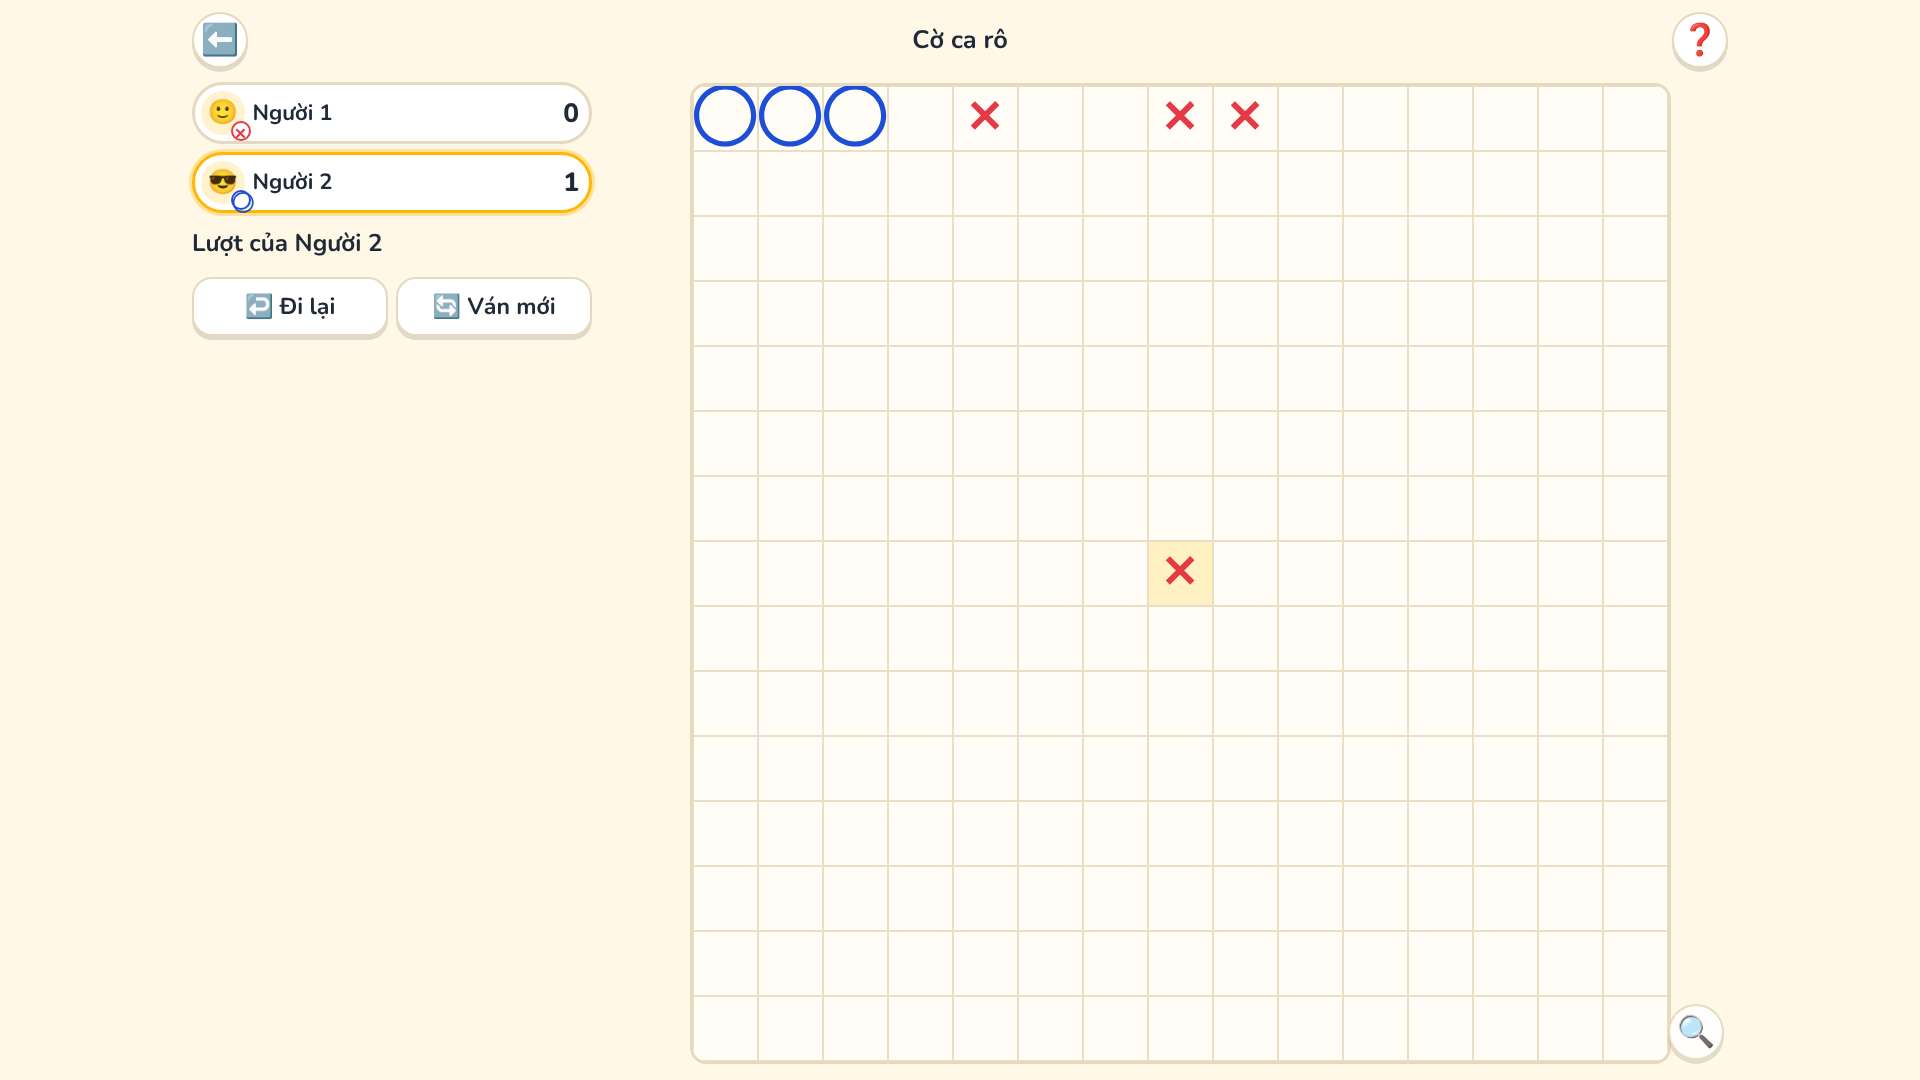 Cờ ca rô
Người 1
0
Người 2
1
Lượt của Người 2
Đi lại
Ván mới